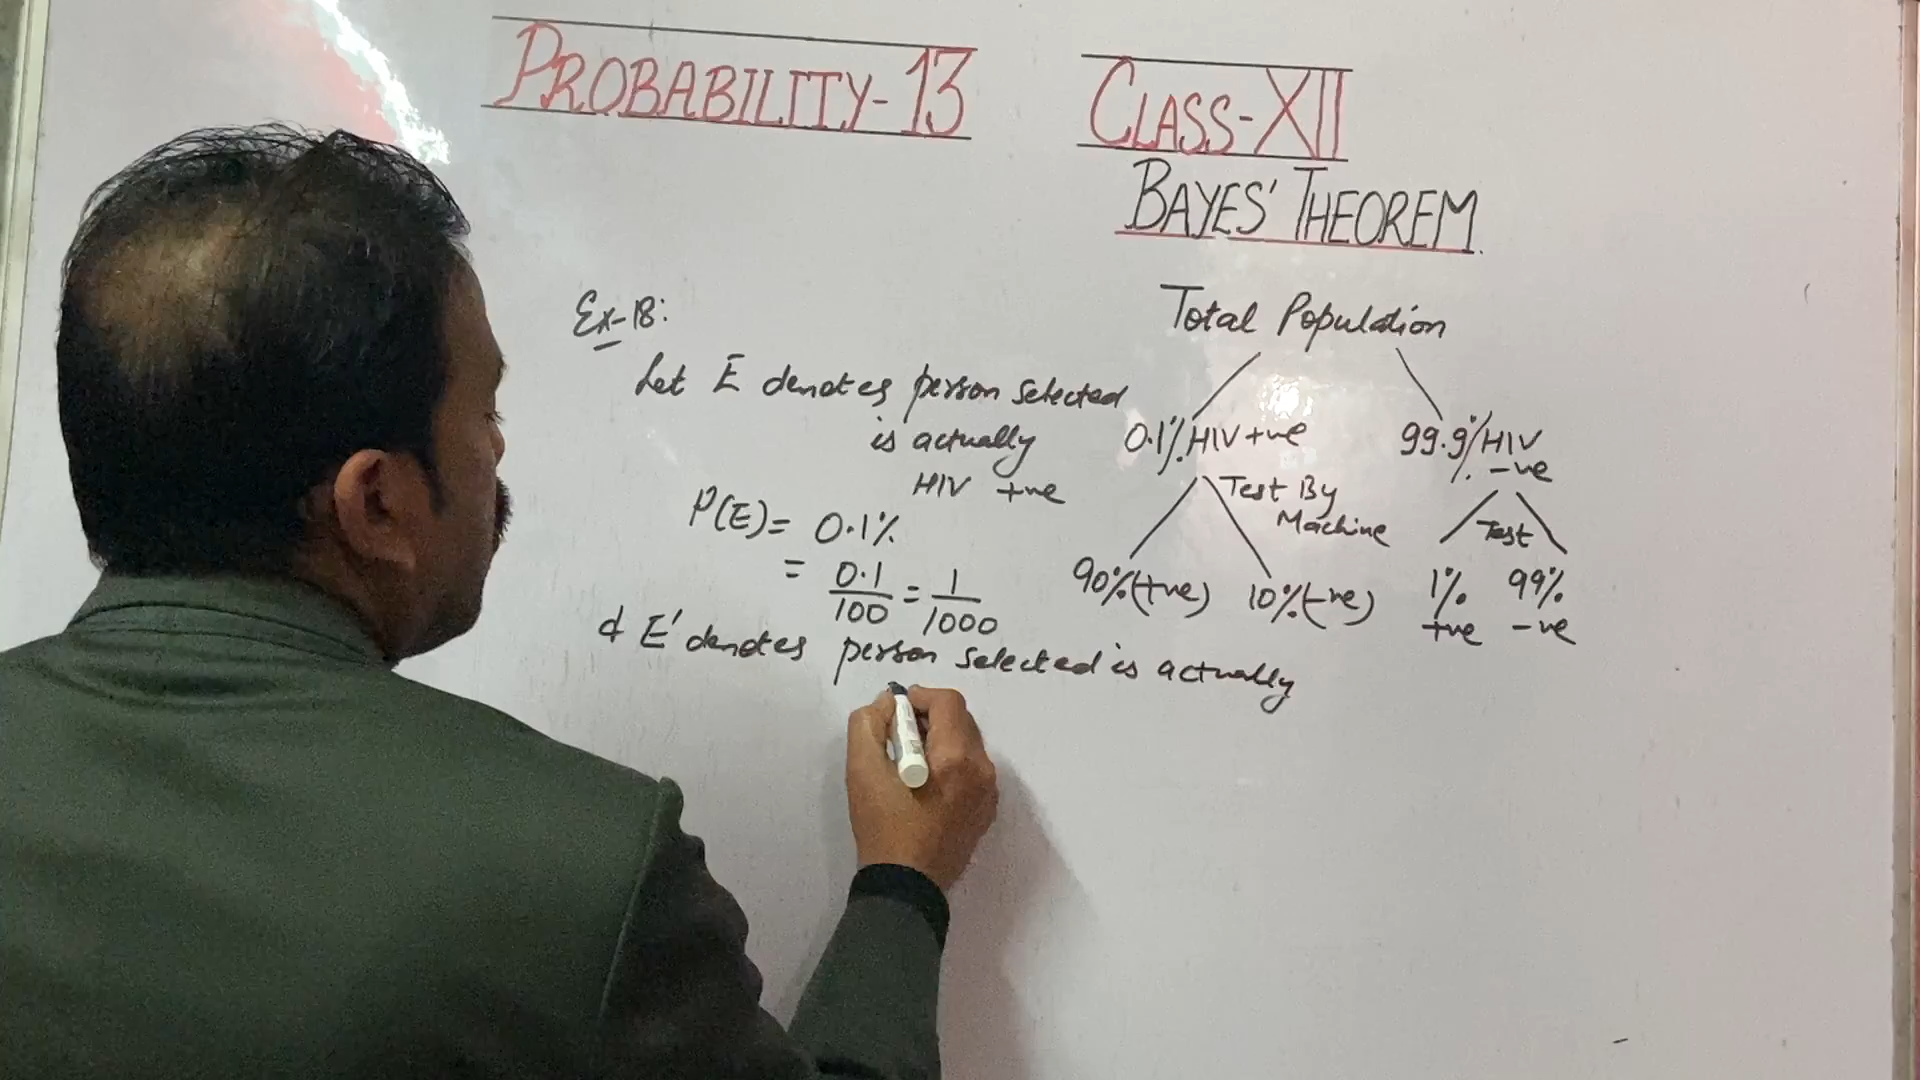 PROBABILITY-13
CLASS-XII
BAYES' THEOREM
Ex-18:
Let E denotes person selected
is actually
HIV +ve
P(E) = 0.1%
= 0.1/100 = 1/1000
& E' denotes person selected is actually
Total Population
0.1% HIV +ve
99.9% HIV
-ve
Test By
Machine
Test
90% (+ve)
10% (-ve)
1%
+ve
99%
-ve